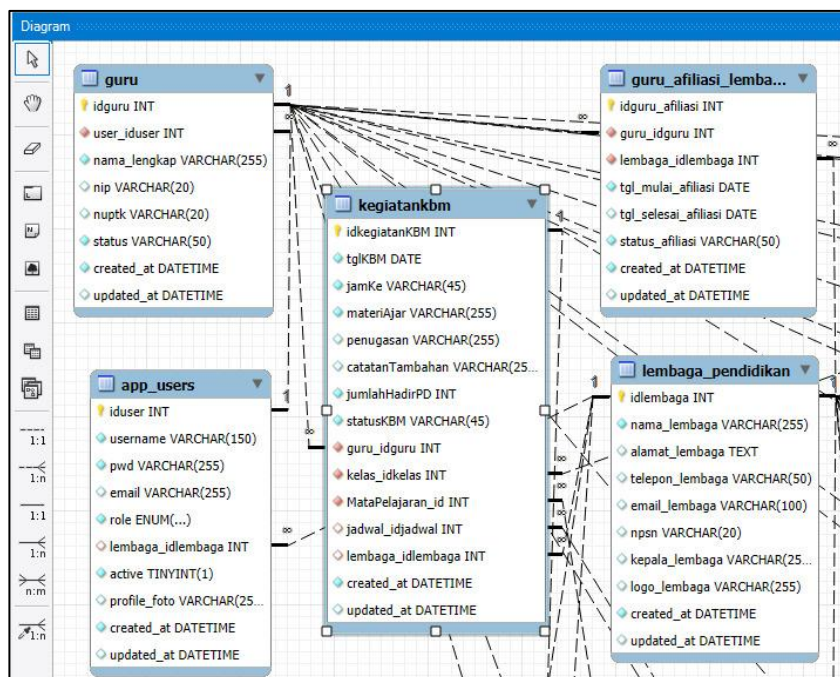 Diagram
guru
idguru INT
user_iduser INT
nama_lengkap VARCHAR(255)
nip VARCHAR(20)
nuptk VARCHAR(20)
status VARCHAR(50)
created_at DATETIME
updated_at DATETIME
guru_afiliasi_lemba...
idguru_afiliasi INT
guru_idguru INT
lembaga_idlembaga INT
tgl_mulai_afiliasi DATE
tgl_selesai_afiliasi DATE
status_afiliasi VARCHAR(50)
created_at DATETIME
updated_at DATETIME
kegiatankbm
idkegiatanKBM INT
tglKBM DATE
jamKe VARCHAR(45)
materiAjar VARCHAR(255)
penugasan VARCHAR(255)
catatanTambahan VARCHAR(25...
jumlahHadirPD INT
statusKBM VARCHAR(45)
guru_idguru INT
kelas_idkelas INT
MataPelajaran_id INT
jadwal_idjadwal INT
lembaga_idlembaga INT
created_at DATETIME
updated_at DATETIME
app_users
iduser INT
username VARCHAR(150)
pwd VARCHAR(255)
email VARCHAR(255)
role ENUM(...)
lembaga_idlembaga INT
active TINYINT(1)
profile_foto VARCHAR(25...
created_at DATETIME
updated_at DATETIME
lembaga_pendidikan
idlembaga INT
nama_lembaga VARCHAR(255)
alamat_lembaga TEXT
telepon_lembaga VARCHAR(50)
email_lembaga VARCHAR(100)
npsn VARCHAR(20)
kepala_lembaga VARCHAR(25...
logo_lembaga VARCHAR(255)
created_at DATETIME
updated_at DATETIME
1:1
1:n
1:1
1:n
n:m
1:n
1
∞
∞
∞
1
1
∞
∞
1
1
∞
∞
∞
∞